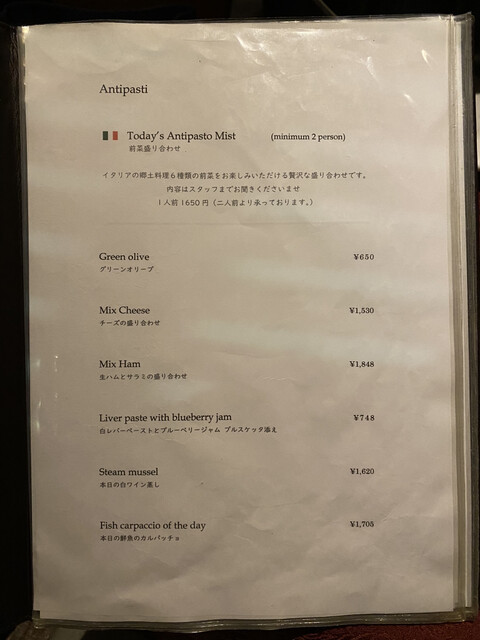 Antipasti
Today's Antipasto Mist (minimum 2 person)
前菜盛り合わせ
イタリアの郷土料理6種類の前菜をお楽しみいただける贅沢な盛り合わせです。
内容はスタッフまでお聞きくださいませ
1人前1650円（二人前より承っております。）
Green olive ¥650
グリーンオリーブ
Mix Cheese ¥1,530
チーズの盛り合わせ
Mix Ham ¥1,848
生ハムとサラミの盛り合わせ
Liver paste with blueberry jam ¥748
白レバーペーストとブルーベリージャム ブルスケッタ添え
Steam mussel ¥1,620
本日の白ワイン蒸し
Fish carpaccio of the day ¥1,705
本日の鮮魚のカルパッチョ